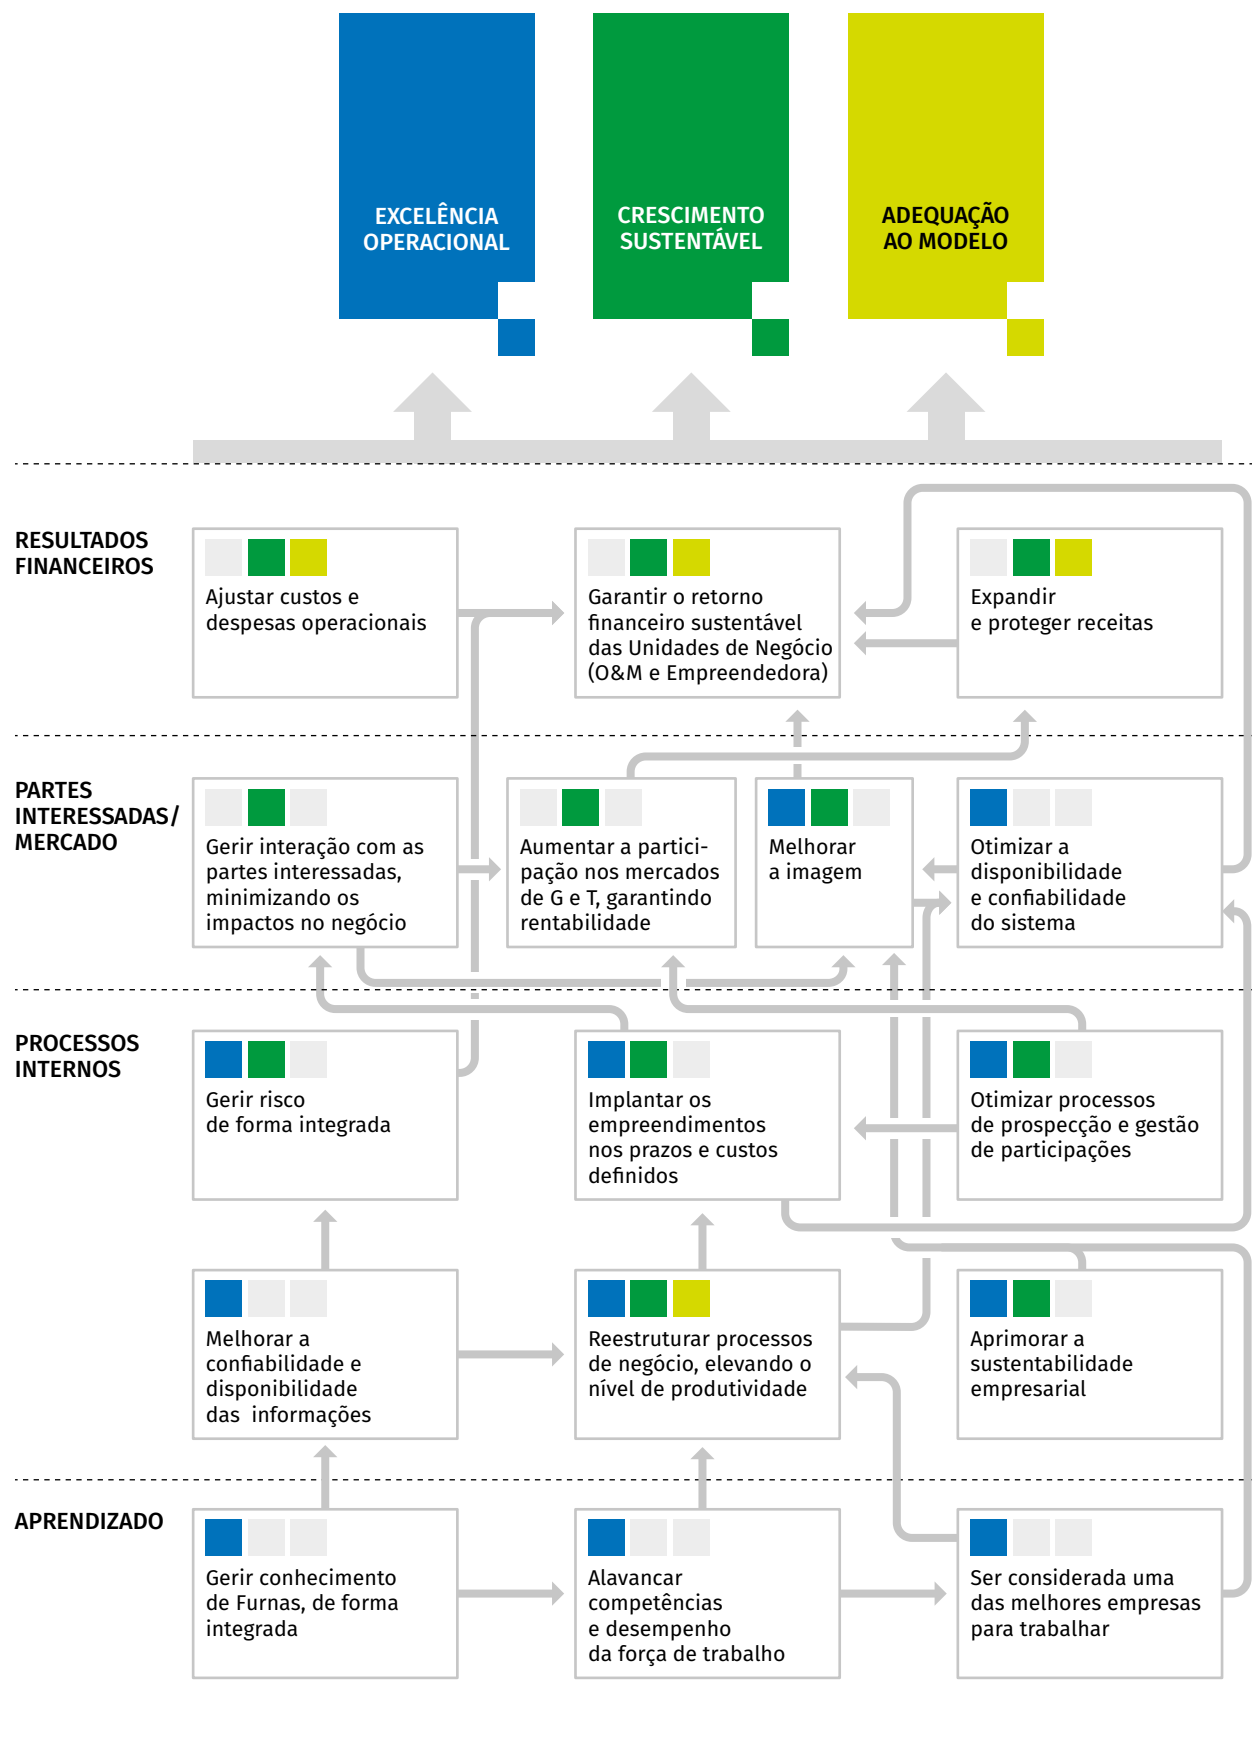 EXCELÊNCIA
OPERACIONAL
CRESCIMENTO
SUSTENTÁVEL
ADEQUAÇÃO
AO MODELO
RESULTADOS
FINANCEIROS
Ajustar custos e
despesas operacionais
Garantir o retorno
financeiro sustentável
das Unidades de Negócio
(O&M e Empreendedora)
Expandir
e proteger receitas
PARTES
INTERESSADAS/
MERCADO
Gerir interação com as
partes interessadas,
minimizando os
impactos no negócio
Aumentar a partici-
pação nos mercados
de G e T, garantindo
rentabilidade
Melhorar
a imagem
Otimizar a
disponibilidade
e confiabilidade
do sistema
PROCESSOS
INTERNOS
Gerir risco
de forma integrada
Implantar os
empreendimentos
nos prazos e custos
definidos
Otimizar processos
de prospecção e gestão
de participações
Melhorar a
confiabilidade e
disponibilidade
das informações
Reestruturar processos
de negócio, elevando o
nível de produtividade
Aprimorar a
sustentabilidade
empresarial
APRENDIZADO
Gerir conhecimento
de Furnas, de forma
integrada
Alavancar
competências
e desempenho
da força de trabalho
Ser considerada uma
das melhores empresas
para trabalhar